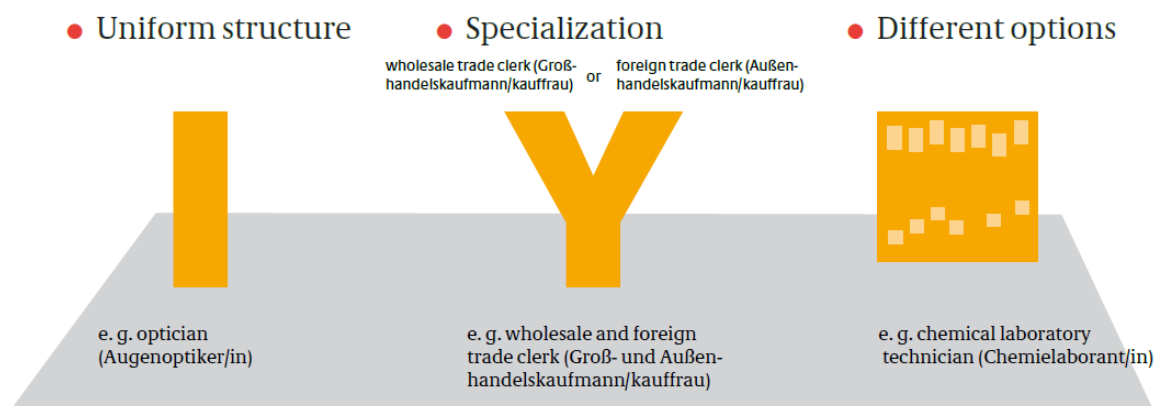 Uniform structure
Specialization
Different options
wholesale trade clerk (Groß-
handelskaufmann/kauffrau)
or
foreign trade clerk (Außen-
handelskaufmann/kauffrau)
e. g. optician
(Augenoptiker/in)
e. g. wholesale and foreign
trade clerk (Groß- und Außen-
handelskaufmann/kauffrau)
e. g. chemical laboratory
technician (Chemielaborant/in)